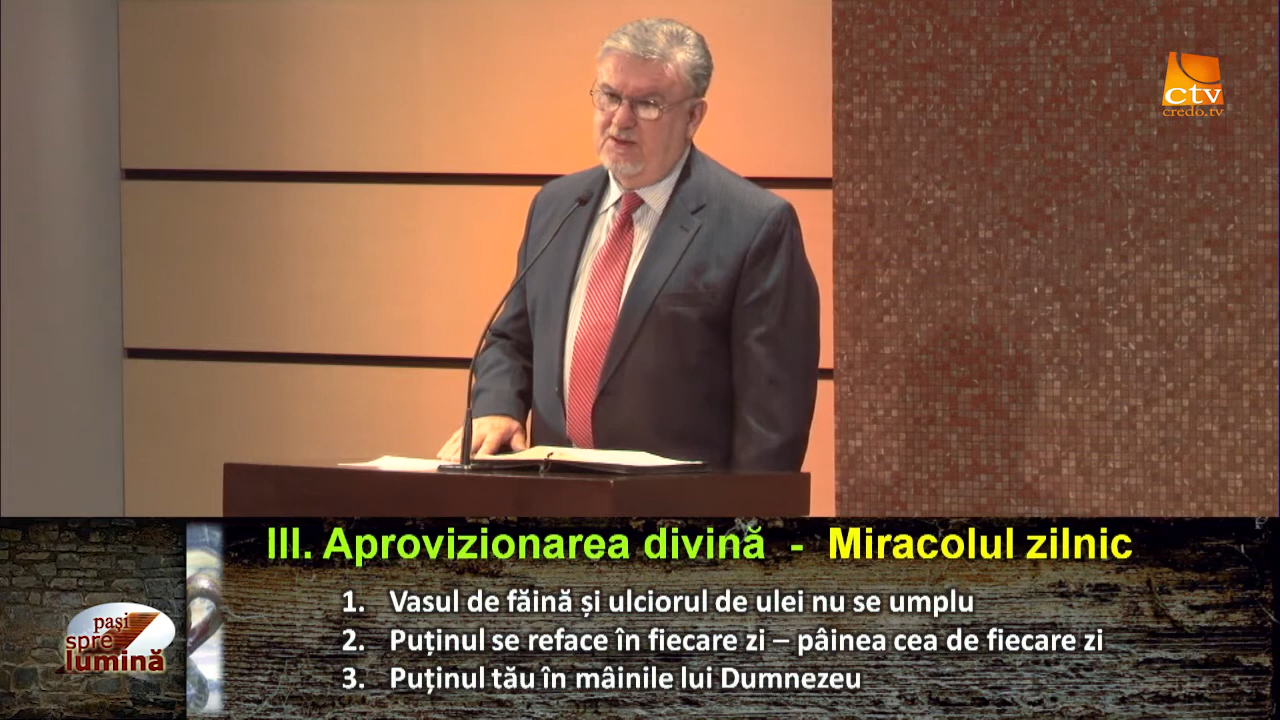 ctv
credo.tv
III. Aprovizionarea divină - Miracolul zilnic
1. Vasul de făină și ulciorul de ulei nu se umplu
2. Puținul se reface în fiecare zi – pâinea cea de fiecare zi
3. Puținul tău în mâinile lui Dumnezeu
pași
spre
lumină